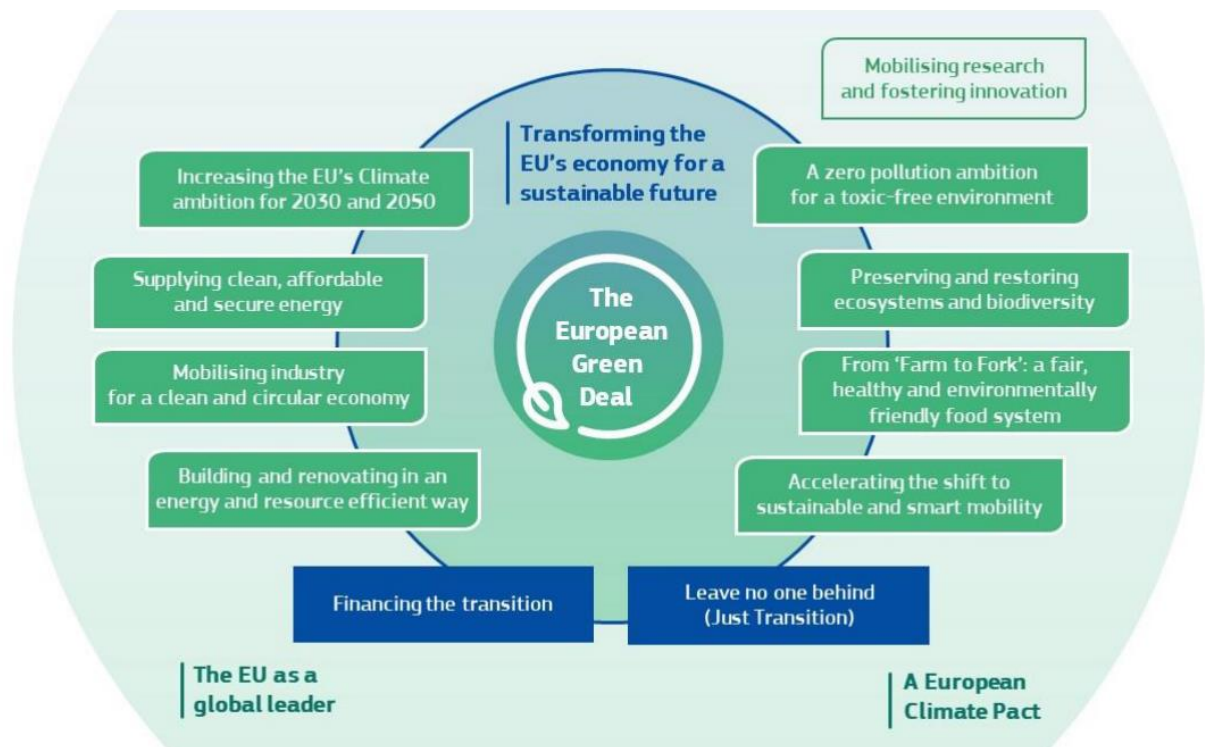 Mobilising research
and fostering innovation
Transforming the
EU's economy for a
sustainable future
Increasing the EU's Climate
ambition for 2030 and 2050
A zero pollution ambition
for a toxic-free environment
Supplying clean, affordable
and secure energy
Preserving and restoring
ecosystems and biodiversity
The
European
Green
Deal
Mobilising industry
for a clean and circular economy
From ‘Farm to Fork’: a fair,
healthy and environmentally
friendly food system
Building and renovating in an
energy and resource efficient way
Accelerating the shift to
sustainable and smart mobility
Financing the transition
Leave no one behind
(Just Transition)
The EU as a
global leader
A European
Climate Pact